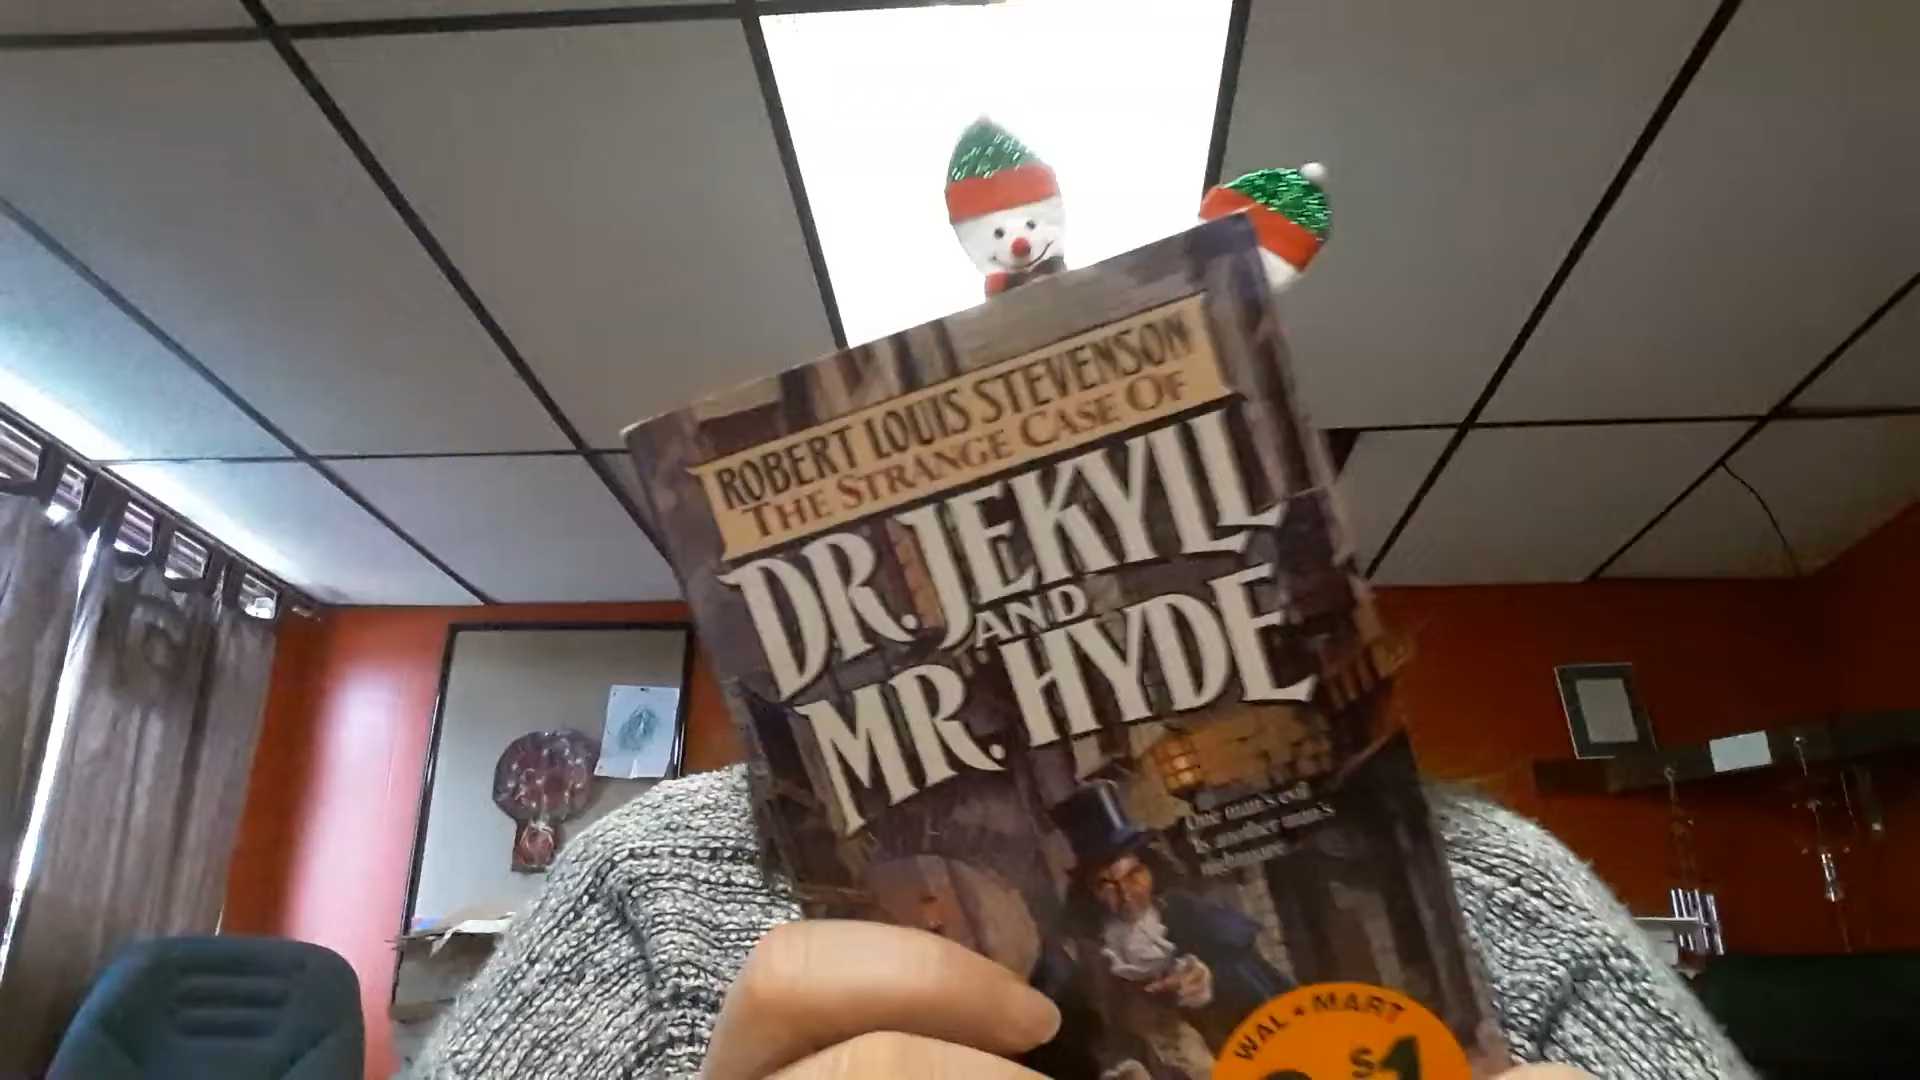 ROBERT LOUIS STEVENSON
THE STRANGE CASE OF
DR. JEKYLL
AND
MR. HYDE
One man's evil
is another man's
nightmare.
WAL★MART
$1